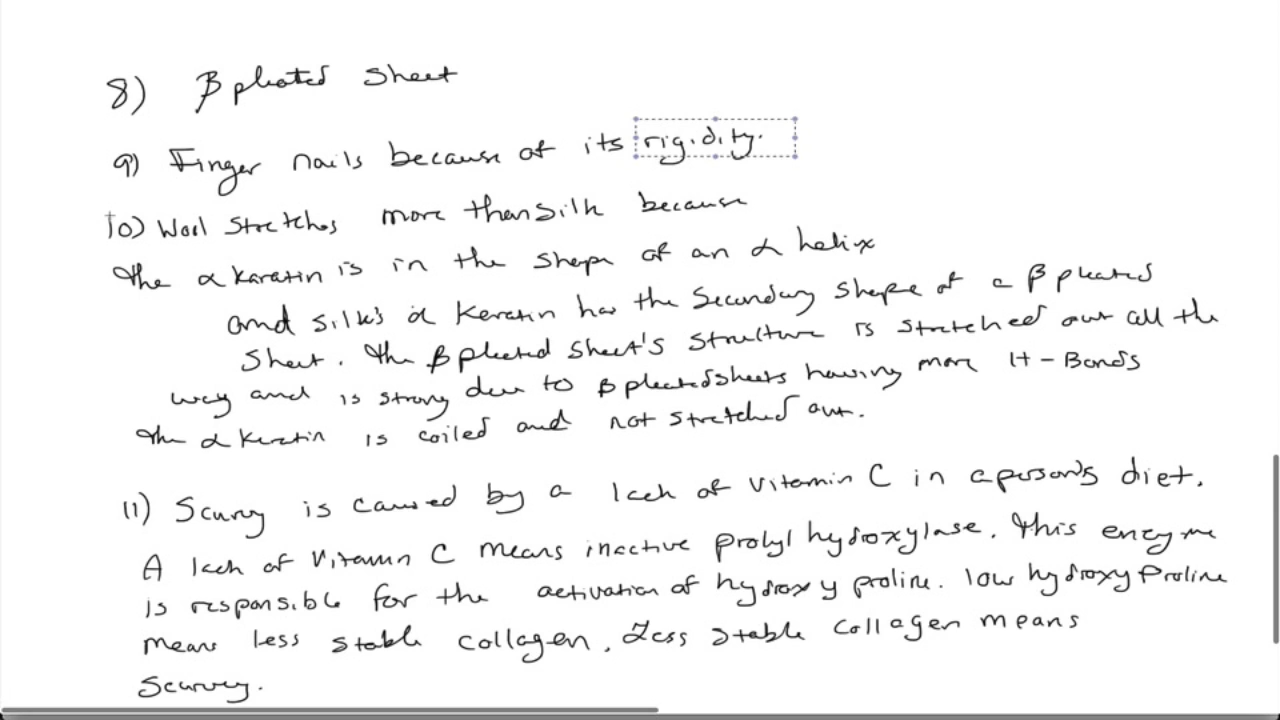 8) β pleated Sheet
9) Finger nails because of its rigidity.
10) Wool Stretches more than Silk because
the α Karatin is in the shape of an α helix
and silk's α Keratin has the Secondary Shape of a β pleated
Sheet. the β pleated sheet's structure is stretched out all the
way and is strong due to β pleated sheets having more H-Bonds
the α Keratin is coiled and not stretched out.
11) Scurvy is caused by a lack of Vitamin C in a person's diet.
A lack of Vitamin C means inactive prolyl hydroxylase. This enzyme
is responsible for the activation of hydroxy proline. low hydroxy Proline
means less stable collagen. Less stable collagen means
Scurvey.